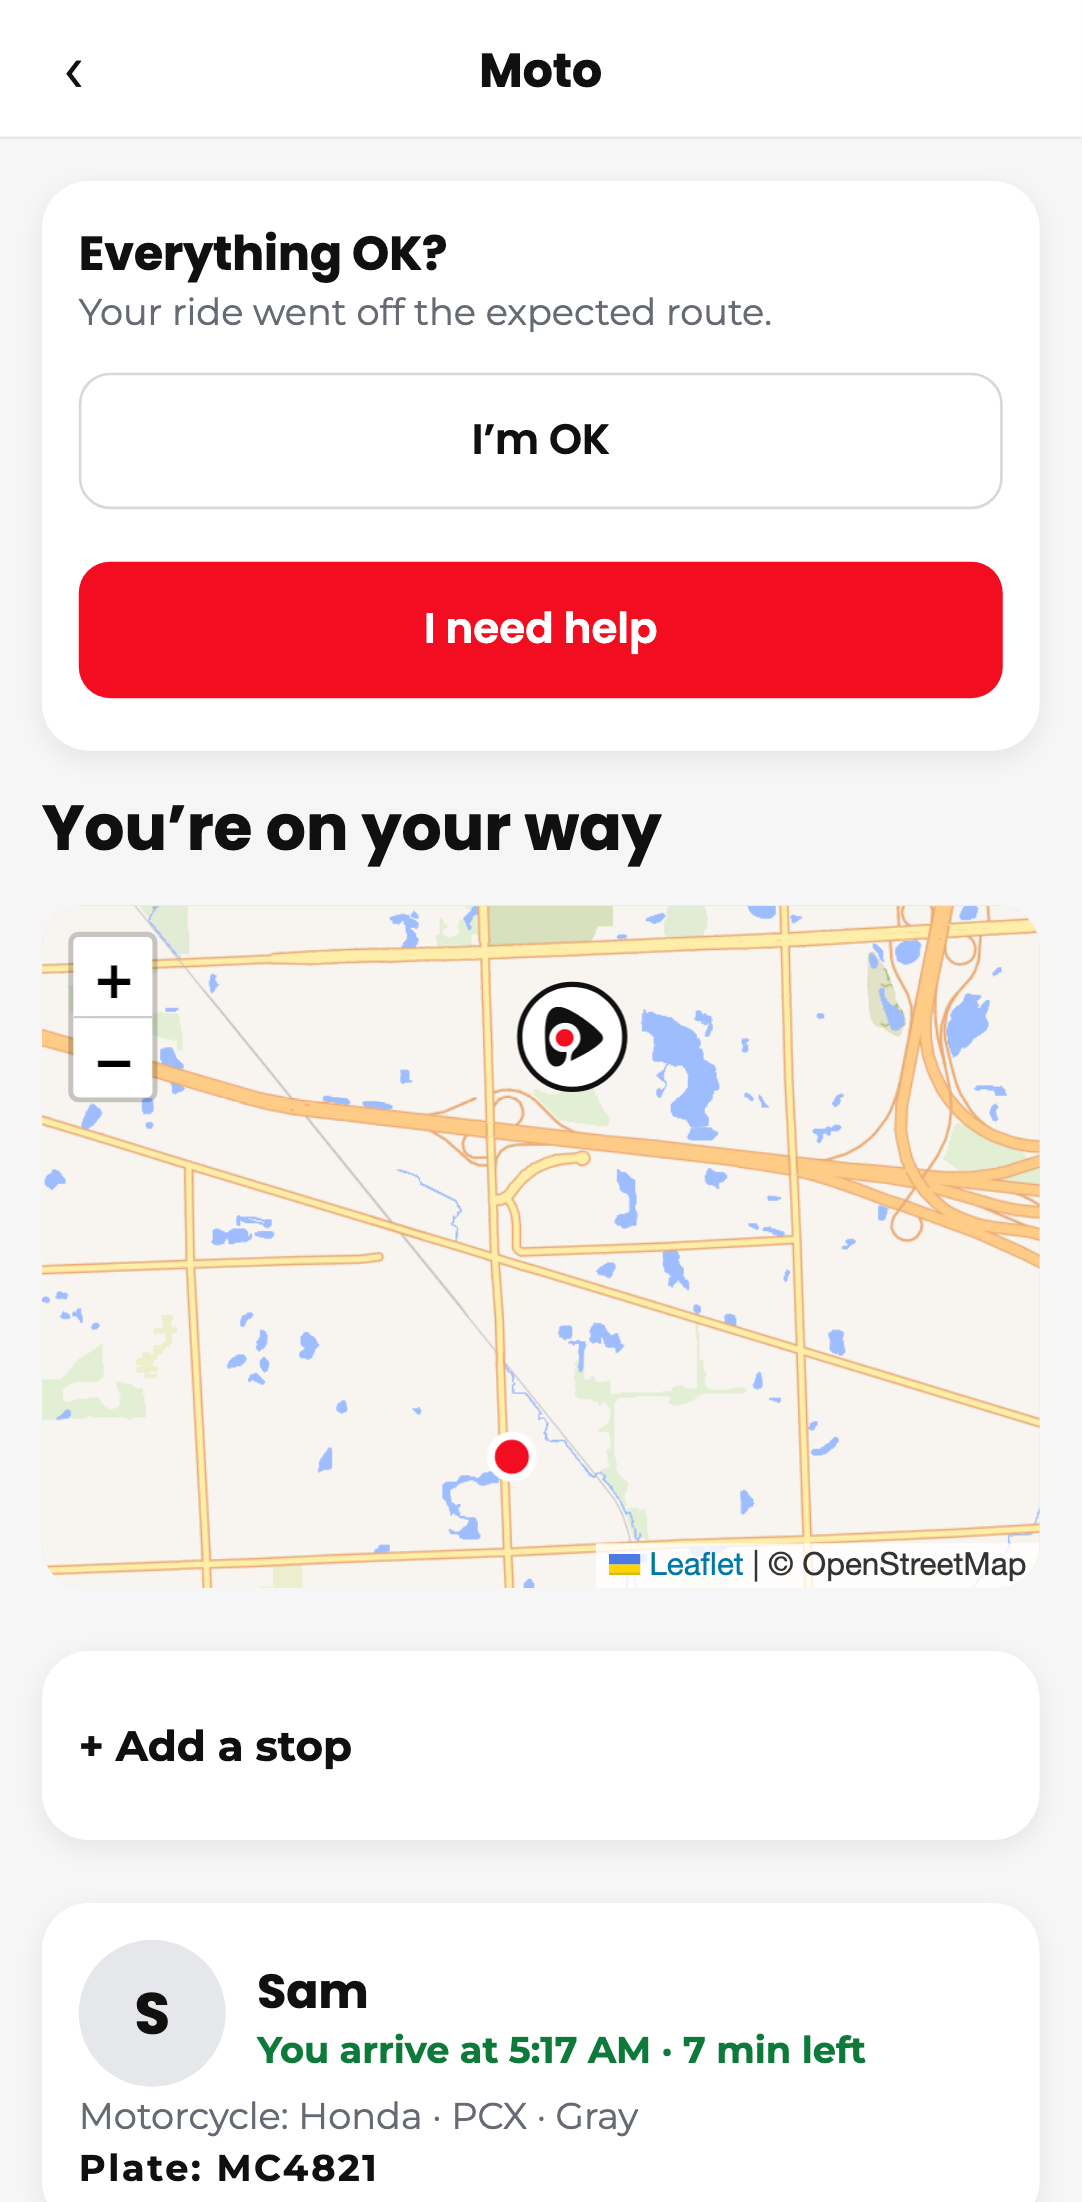 ‹
Moto
Everything OK?
Your ride went off the expected route.
I’m OK
I need help
You’re on your way
+
−
Leaflet | © OpenStreetMap
+ Add a stop
S
Sam
You arrive at 5:17 AM · 7 min left
Motorcycle: Honda · PCX · Gray
Plate: MC4821